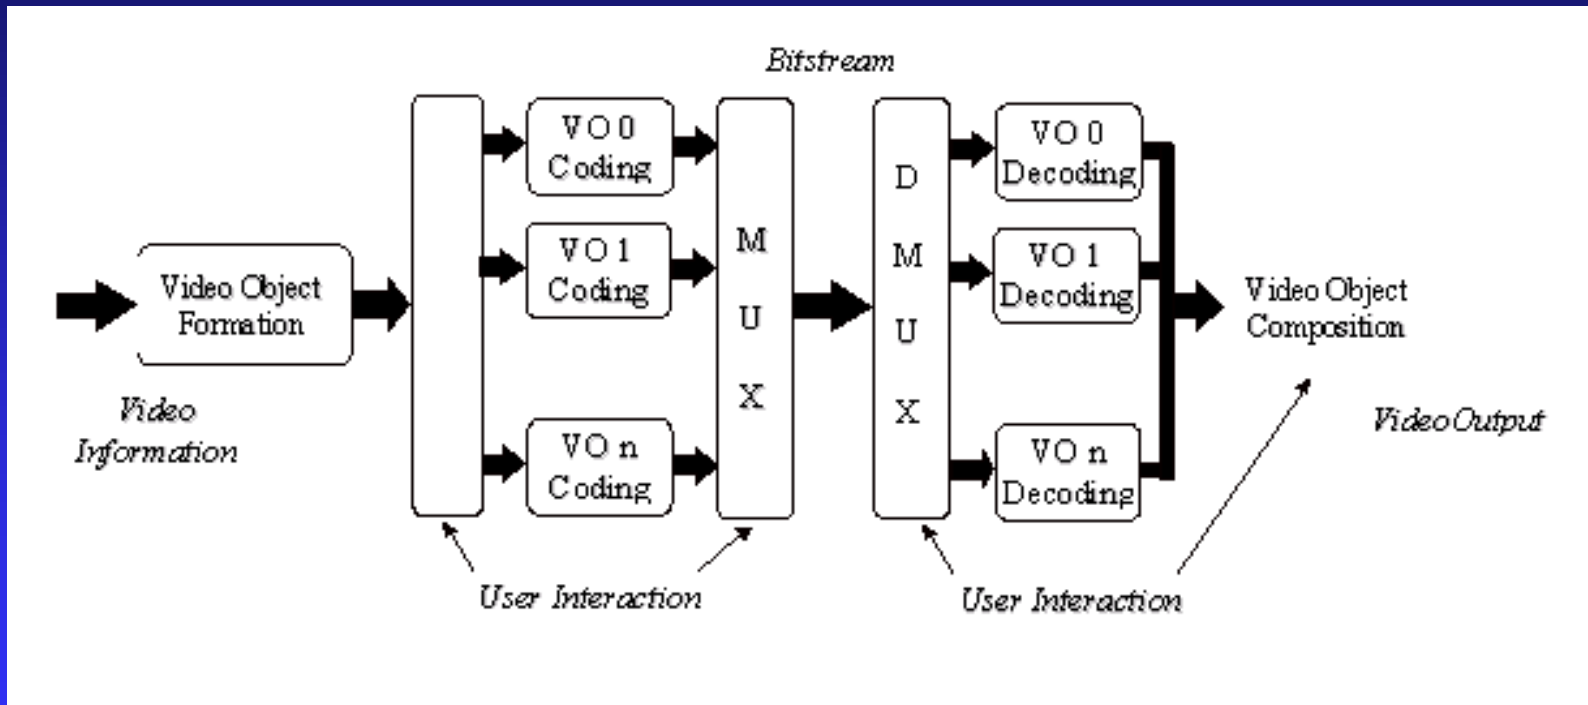 Bitstream
Video Object
Formation
Video
Information
VO 0
Coding
VO 1
Coding
VO n
Coding
M
U
X
User Interaction
D
M
U
X
VO 0
Decoding
VO 1
Decoding
VO n
Decoding
User Interaction
Video Object
Composition
Video Output